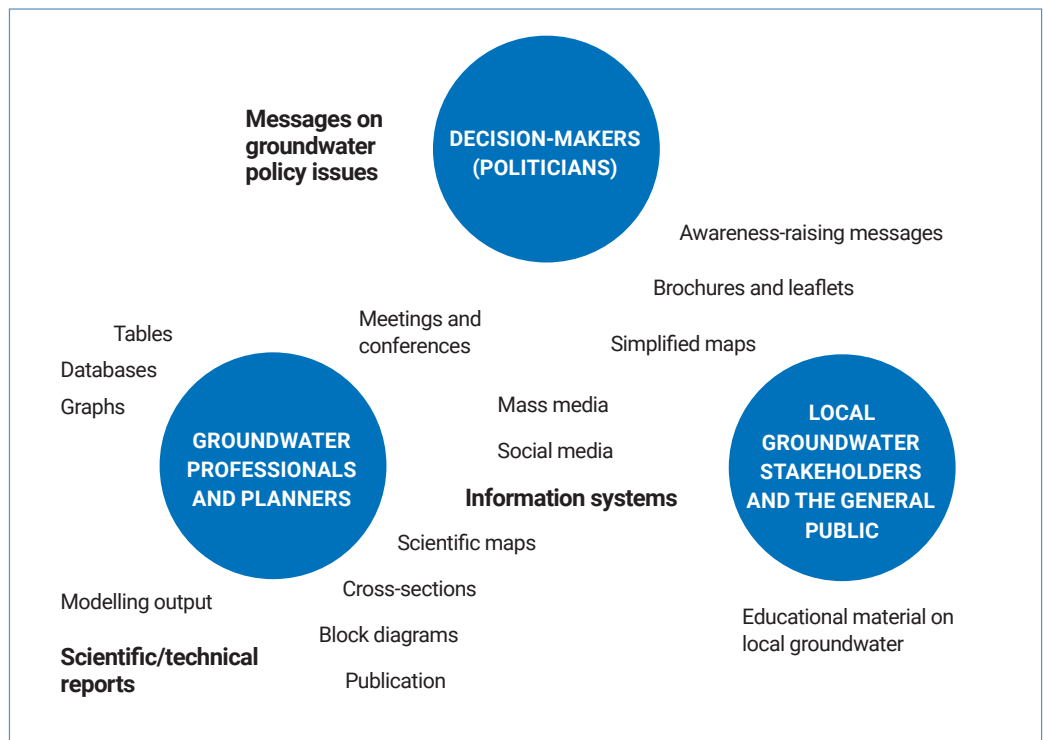 Messages on
groundwater
policy issues
DECISION-MAKERS
(POLITICIANS)
Awareness-raising messages
Brochures and leaflets
Simplified maps
Meetings and
conferences
Tables
Databases
Graphs
GROUNDWATER
PROFESSIONALS
AND PLANNERS
Mass media
Social media
Information systems
LOCAL
GROUNDWATER
STAKEHOLDERS
AND THE GENERAL
PUBLIC
Scientific maps
Cross-sections
Block diagrams
Publication
Modelling output
Scientific/technical
reports
Educational material on
local groundwater